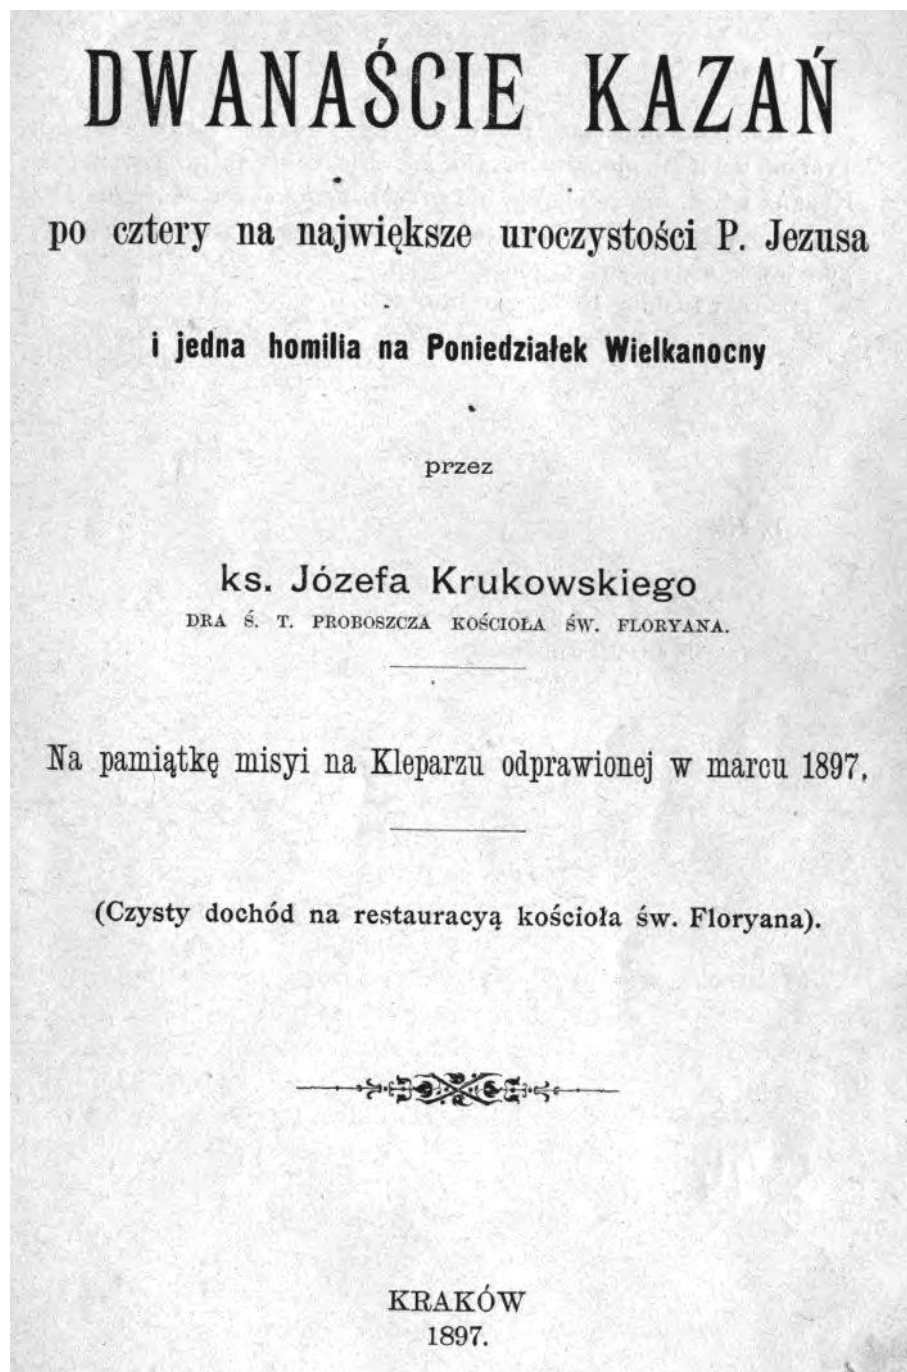 DWANAŚCIE KAZAŃ
po cztery na największe uroczystości P. Jezusa
i jedna homilia na Poniedziałek Wielkanocny
przez
ks. Józefa Krukowskiego
DRA Ś. T. PROBOSZCZA KOŚCIOŁA ŚW. FLORYANA.
Na pamiątkę misyi na Kleparzu odprawionej w marcu 1897.
(Czysty dochód na restauracyą kościoła św. Floryana).
KRAKÓW
1897.